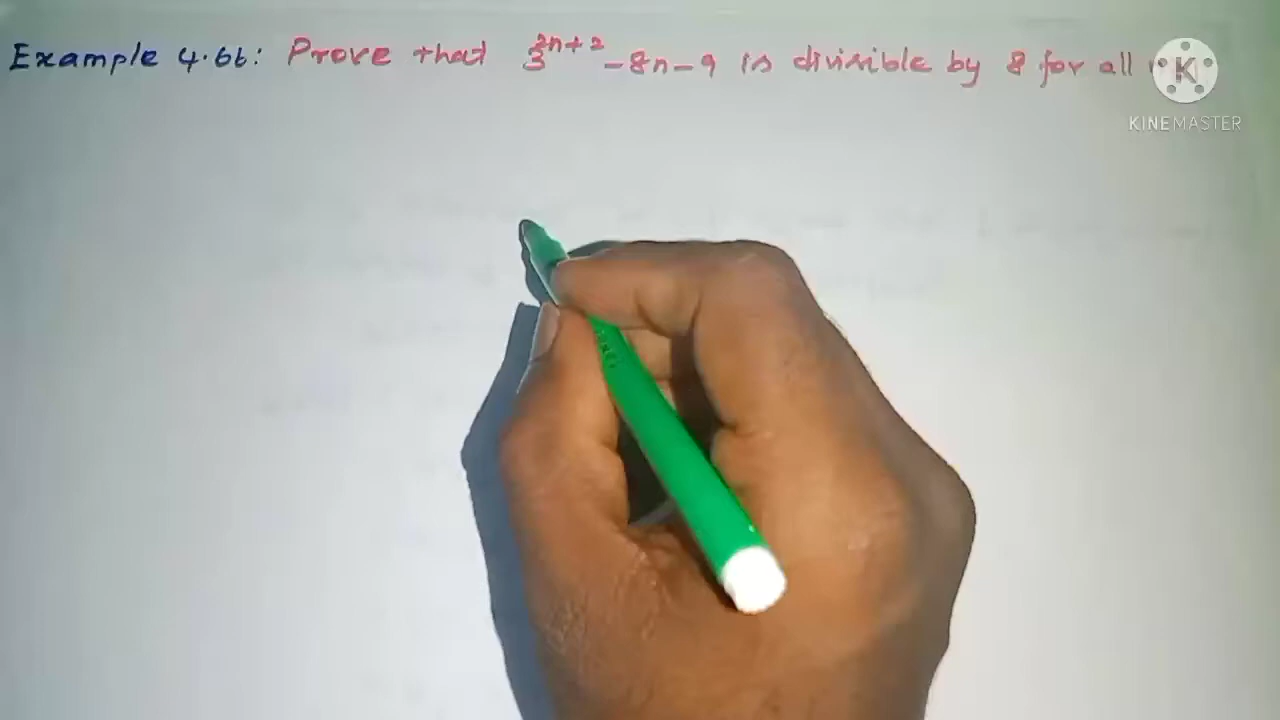 Example 4.66: Prove that 3^{2n+2} - 8n - 9 is divisible by 8 for all
K
KINEMASTER